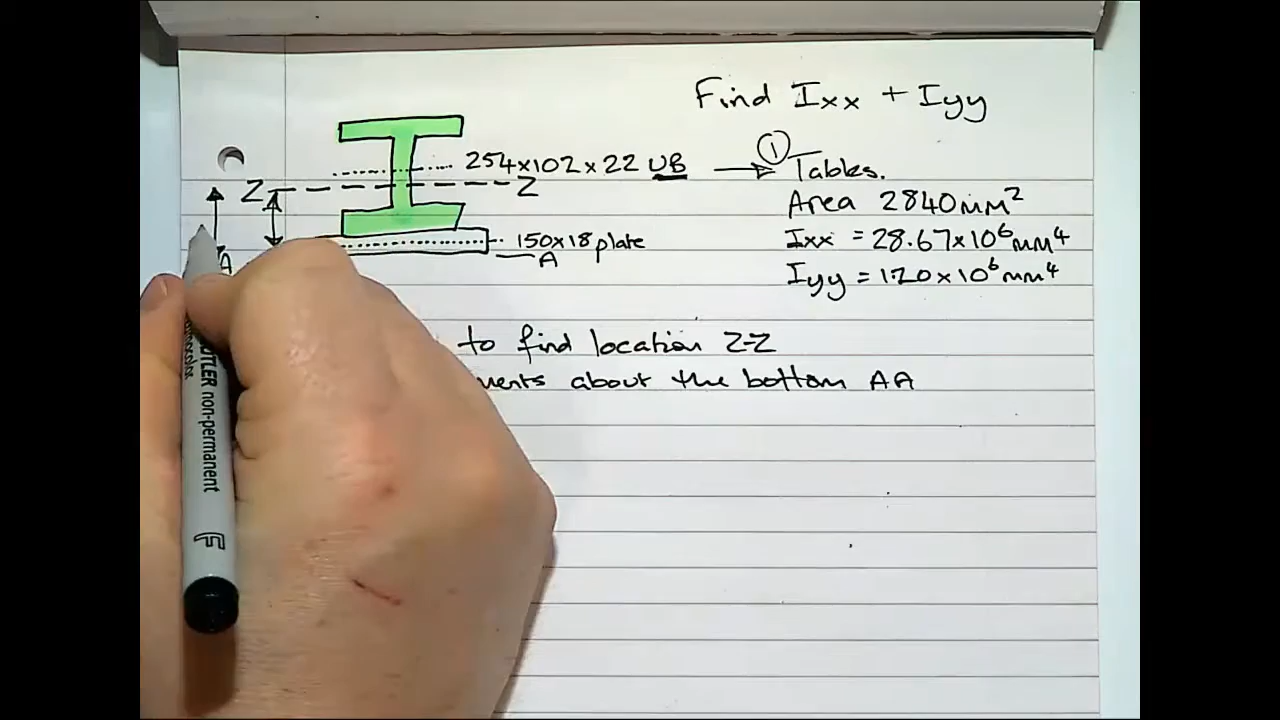 Find Ixx + Iyy
254x102x22 UB
① Tables.
Z Z
Area 2840mm²
150x18 plate
Ixx = 28.67x10⁶mm⁴
A A
Iyy = 1.20x10⁶mm⁴
to find location Z-Z
about the bottom AA
non-permanent
F